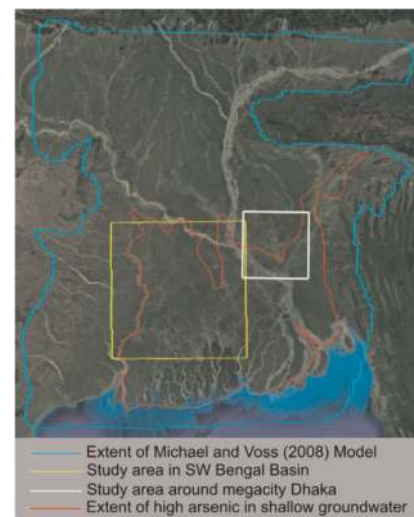 Extent of Michael and Voss (2008) Model
Study area in SW Bengal Basin
Study area around megacity Dhaka
Extent of high arsenic in shallow groundwater